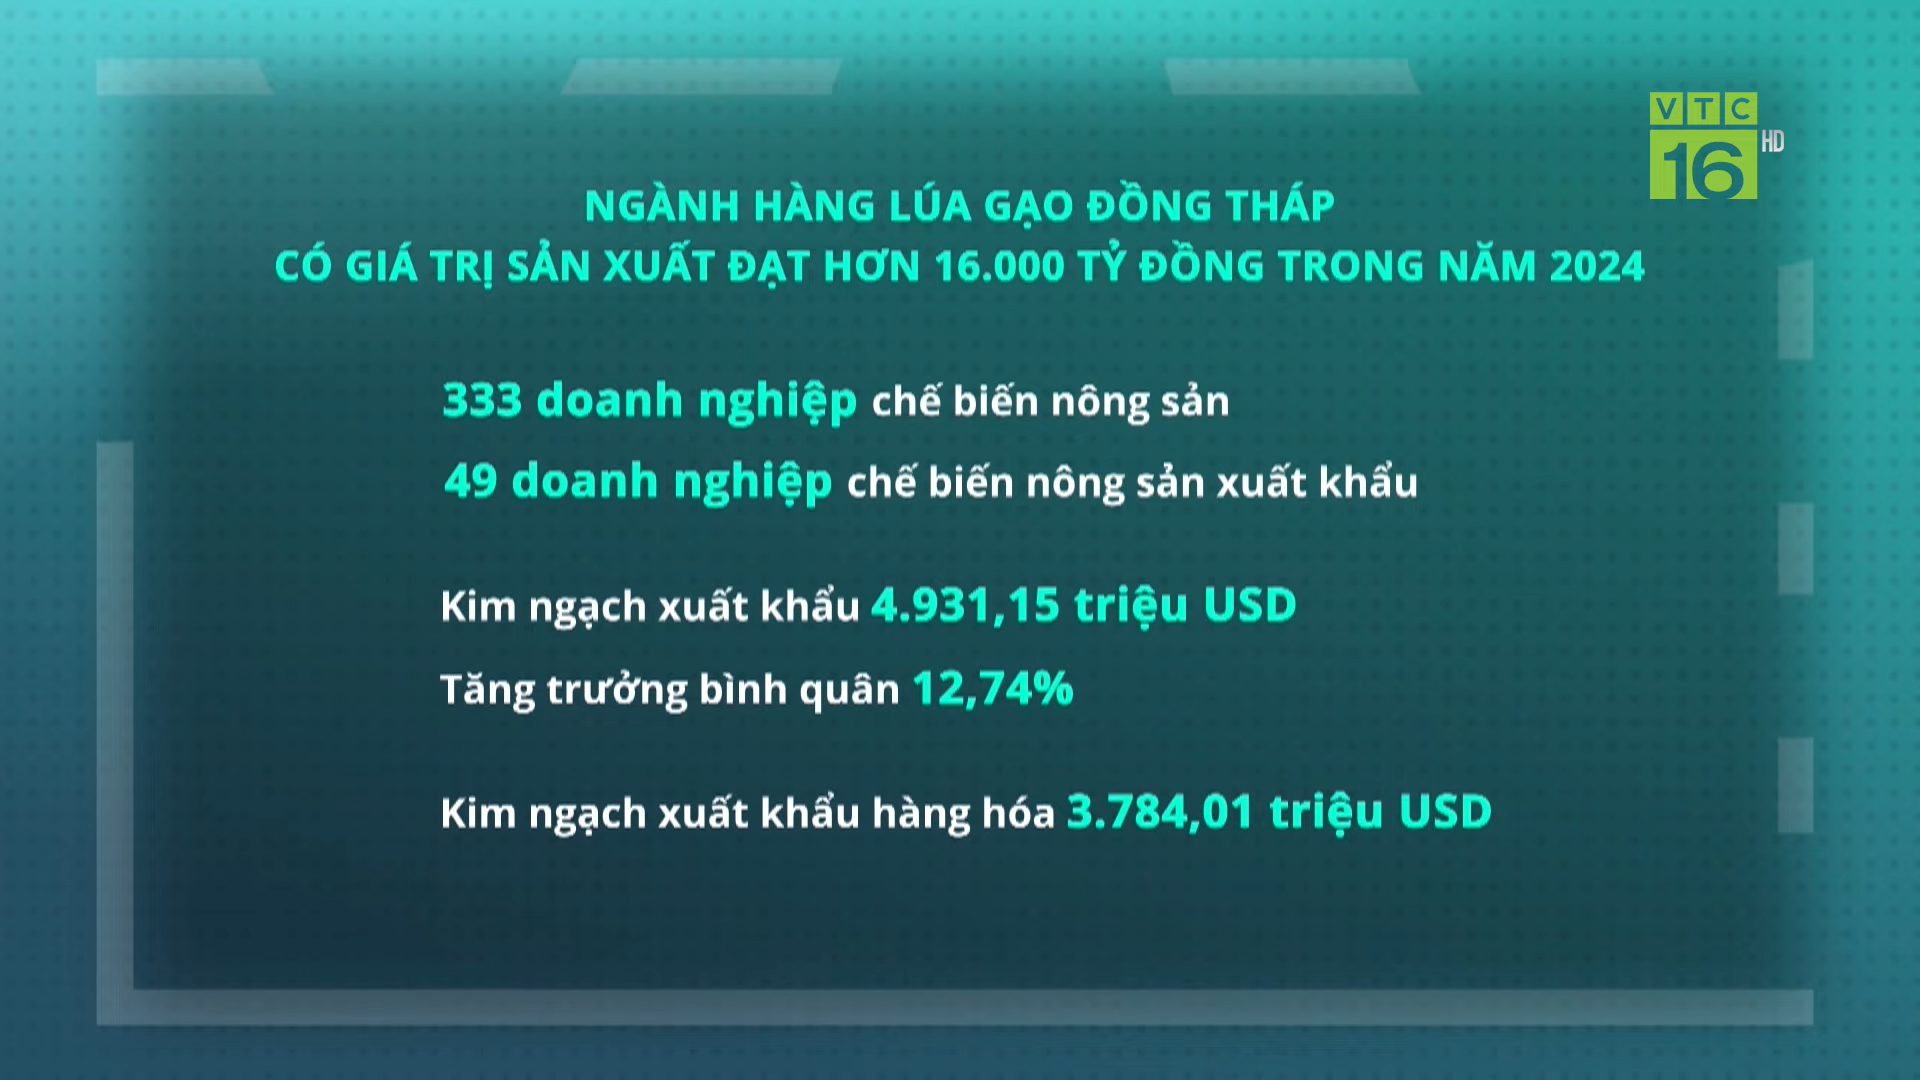 VTC
16 HD
NGÀNH HÀNG LÚA GẠO ĐỒNG THÁP
CÓ GIÁ TRỊ SẢN XUẤT ĐẠT HƠN 16.000 TỶ ĐỒNG TRONG NĂM 2024
333 doanh nghiệp chế biến nông sản
49 doanh nghiệp chế biến nông sản xuất khẩu
Kim ngạch xuất khẩu 4.931,15 triệu USD
Tăng trưởng bình quân 12,74%
Kim ngạch xuất khẩu hàng hóa 3.784,01 triệu USD